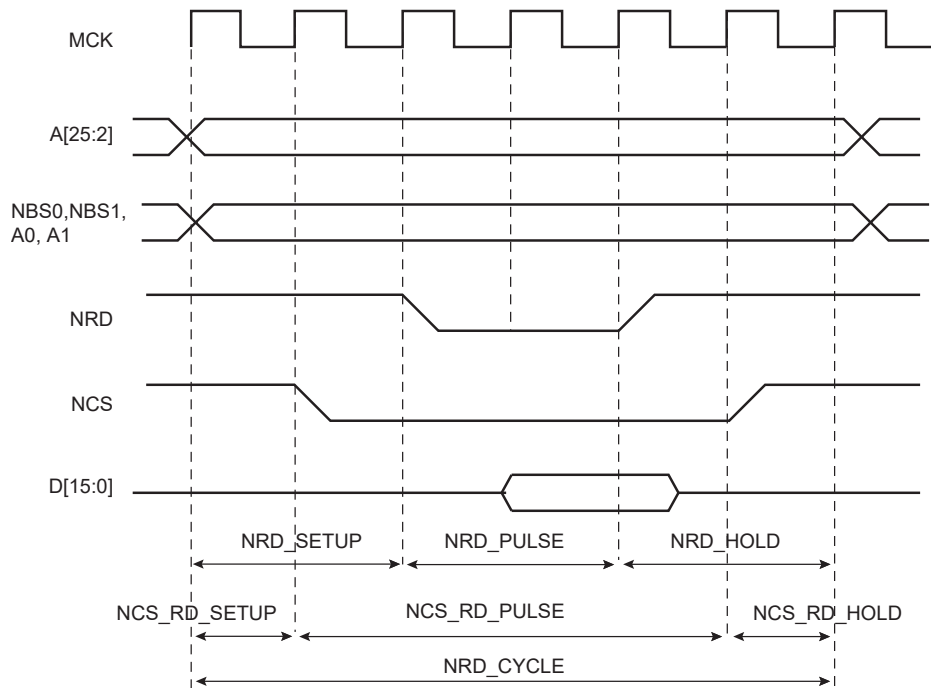 MCK
A[25:2]
NBS0,NBS1,
A0, A1
NRD
NCS
D[15:0]
NRD_SETUP NRD_PULSE NRD_HOLD
NCS_RD_SETUP NCS_RD_PULSE NCS_RD_HOLD
NRD_CYCLE